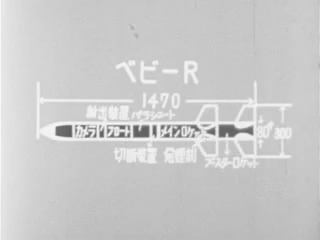 ベビーR
1470
射出装置 パラシュート
カメラ フロート メインロケット 80 300
切断装置 発煙剤
ブースターロケット